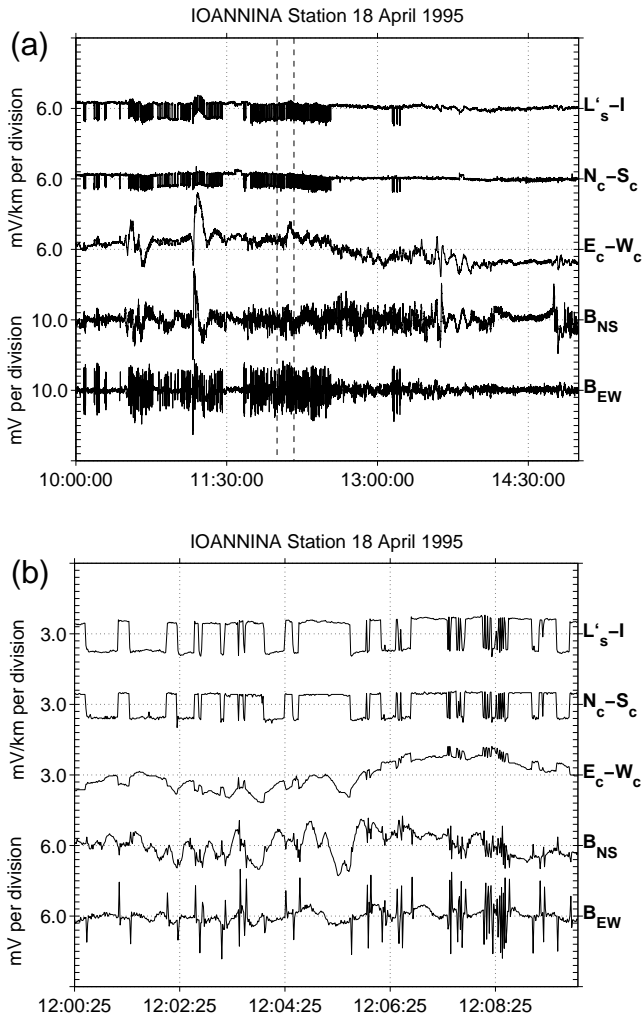 IOANNINA Station 18 April 1995
(a)
mV/km per division
mV per division
6.0
6.0
6.0
10.0
10.0
L's–I
Nc–Sc
Ec–Wc
BNS
BEW
10:00:00 11:30:00 13:00:00 14:30:00
IOANNINA Station 18 April 1995
(b)
mV/km per division
mV per division
3.0
3.0
3.0
6.0
6.0
L's–I
Nc–Sc
Ec–Wc
BNS
BEW
12:00:25 12:02:25 12:04:25 12:06:25 12:08:25